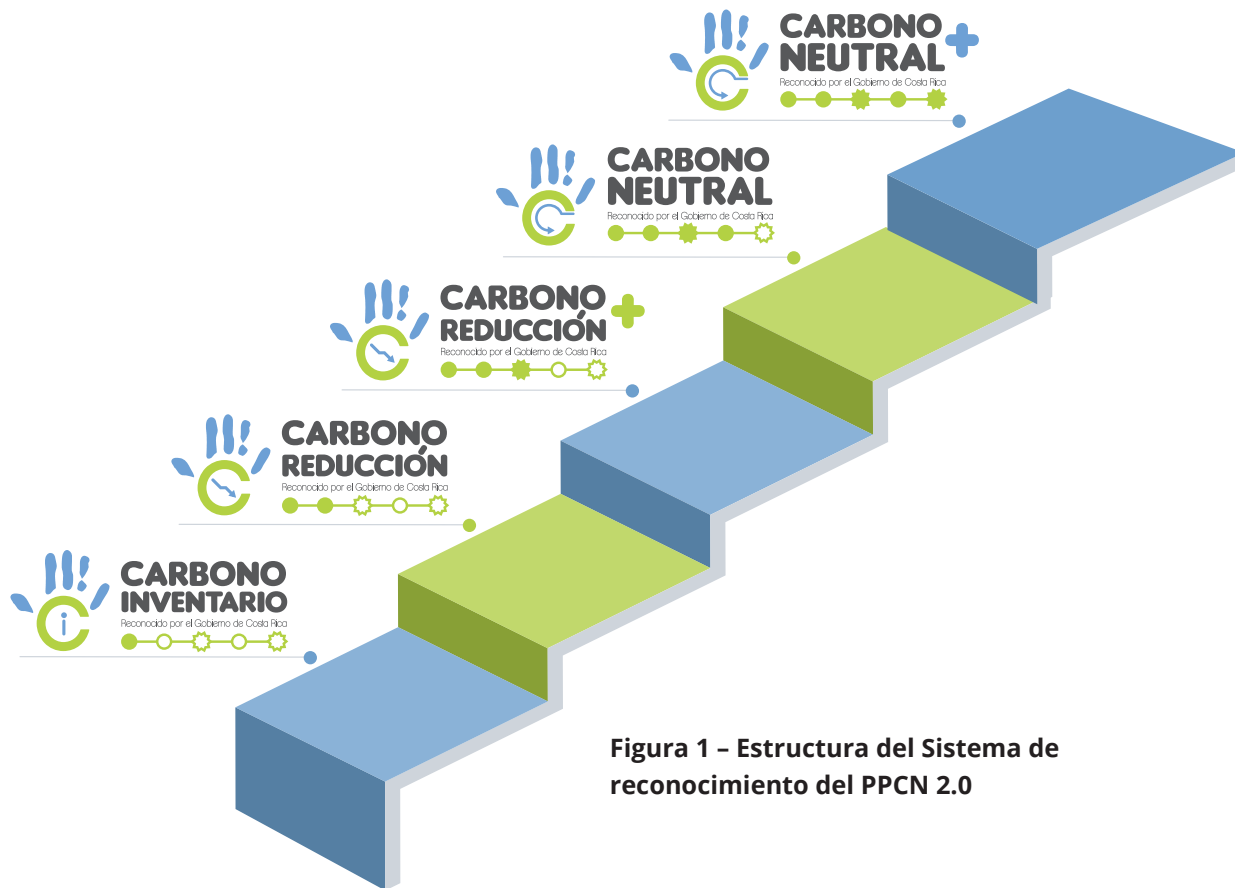 CARBONO
NEUTRAL
Reconocido por el Gobierno de Costa Rica
CARBONO
NEUTRAL
Reconocido por el Gobierno de Costa Rica
CARBONO
REDUCCIÓN
Reconocido por el Gobierno de Costa Rica
CARBONO
REDUCCIÓN
Reconocido por el Gobierno de Costa Rica
i
CARBONO
INVENTARIO
Reconocido por el Gobierno de Costa Rica
Figura 1 – Estructura del Sistema de
reconocimiento del PPCN 2.0